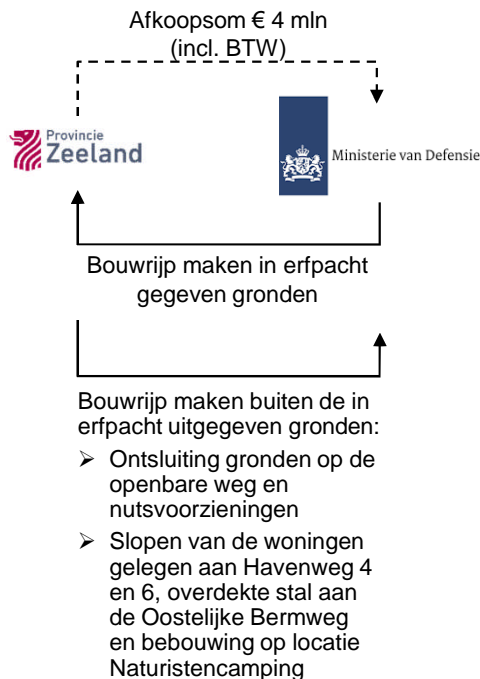 Afkoopsom € 4 mln
(incl. BTW)
Provincie
Zeeland
Ministerie van Defensie
Bouwrijp maken in erfpacht
gegeven gronden
Bouwrijp maken buiten de in
erfpacht uitgegeven gronden:
➢ Ontsluiting gronden op de
openbare weg en
nutsvoorzieningen
➢ Slopen van de woningen
gelegen aan Havenweg 4
en 6, overdekte stal aan
de Oostelijke Bermweg
en bebouwing op locatie
Naturistencamping